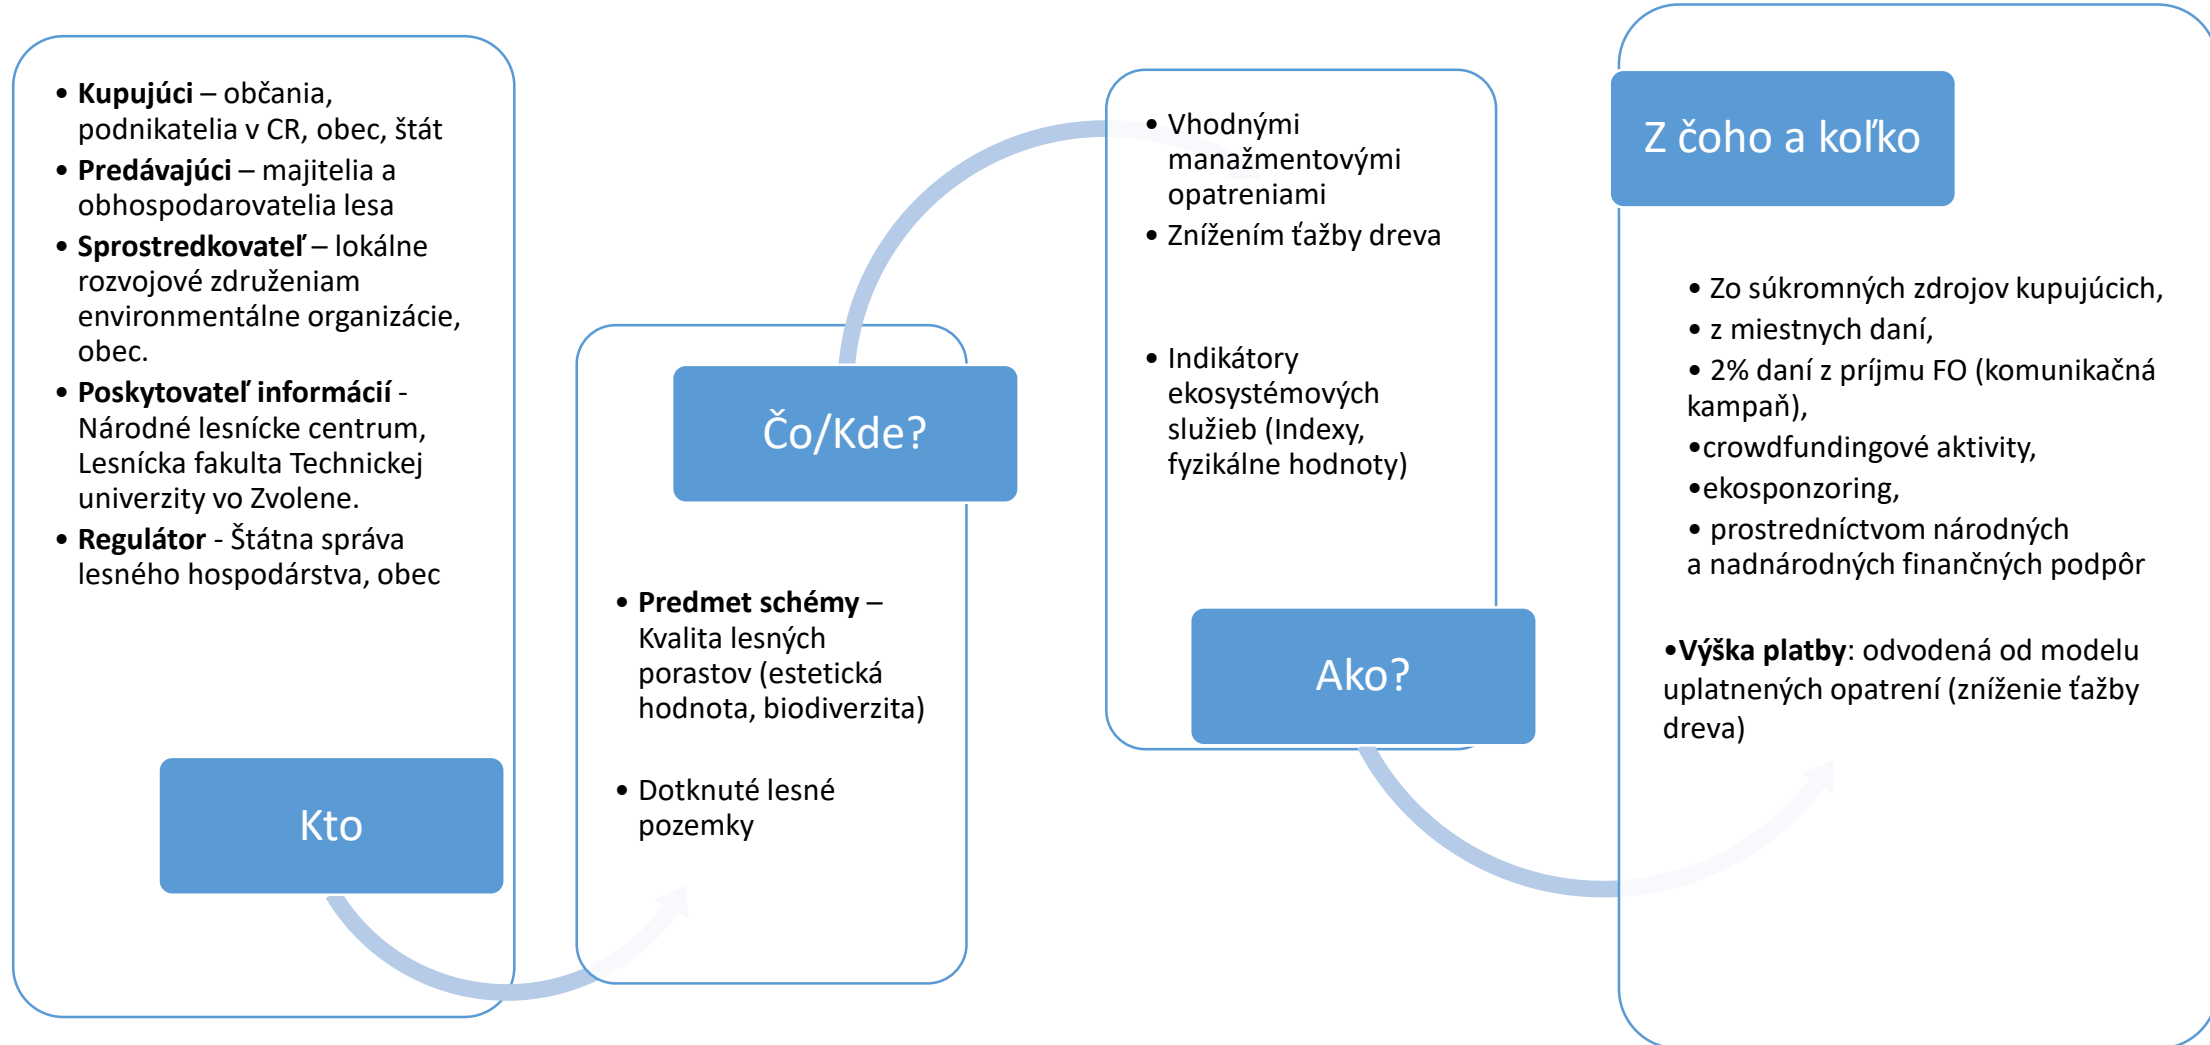 • Kupujúci – občania,
podnikatelia v CR, obec, štát
• Predávajúci – majitelia a
obhospodarovatelia lesa
• Sprostredkovateľ – lokálne
rozvojové združeniam
environmentálne organizácie,
obec.
• Poskytovateľ informácií -
Národné lesnícke centrum,
Lesnícka fakulta Technickej
univerzity vo Zvolene.
• Regulátor - Štátna správa
lesného hospodárstva, obec
Kto
Čo/Kde?
• Predmet schémy –
Kvalita lesných
porastov (estetická
hodnota, biodiverzita)
• Dotknuté lesné
pozemky
• Vhodnými
manažmentovými
opatreniami
• Znížením ťažby dreva
• Indikátory
ekosystémových
služieb (Indexy,
fyzikálne hodnoty)
Ako?
Z čoho a koľko
• Zo súkromných zdrojov kupujúcich,
• z miestnych daní,
• 2% daní z príjmu FO (komunikačná
kampaň),
•crowdfundingové aktivity,
•ekosponzoring,
• prostredníctvom národných
a nadnárodných finančných podpôr
•Výška platby: odvodená od modelu
uplatnených opatrení (zníženie ťažby
dreva)